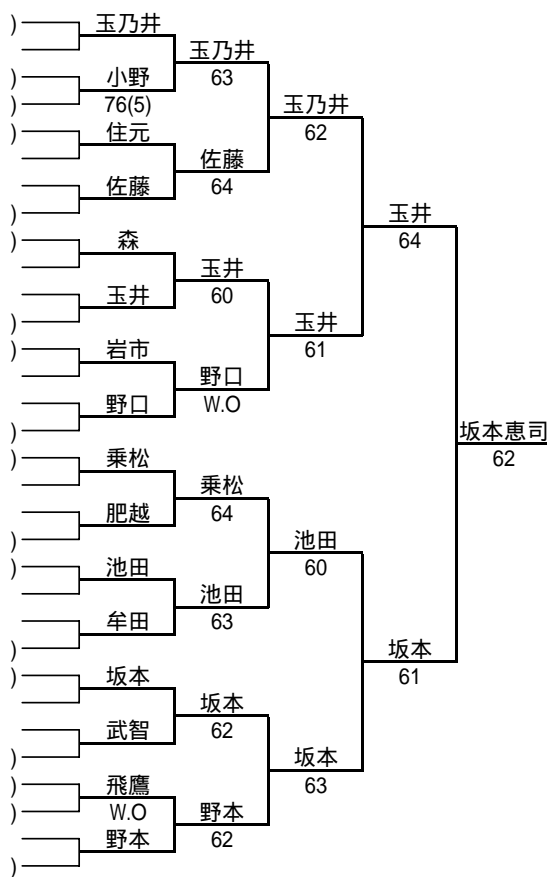 )
玉乃井
玉乃井
63
)
小野
76(5)
)
玉乃井
62
)
住元
佐藤
64
佐藤
)
玉井
64
)
森
玉井
60
玉井
)
玉井
61
)
岩市
野口
W.O
野口
)
坂本恵司
62
)
乗松
乗松
64
肥越
)
池田
60
)
池田
池田
63
牟田
)
坂本
61
)
坂本
坂本
62
武智
)
坂本
63
)
飛鷹
W.O
)
野本
62
野本
)